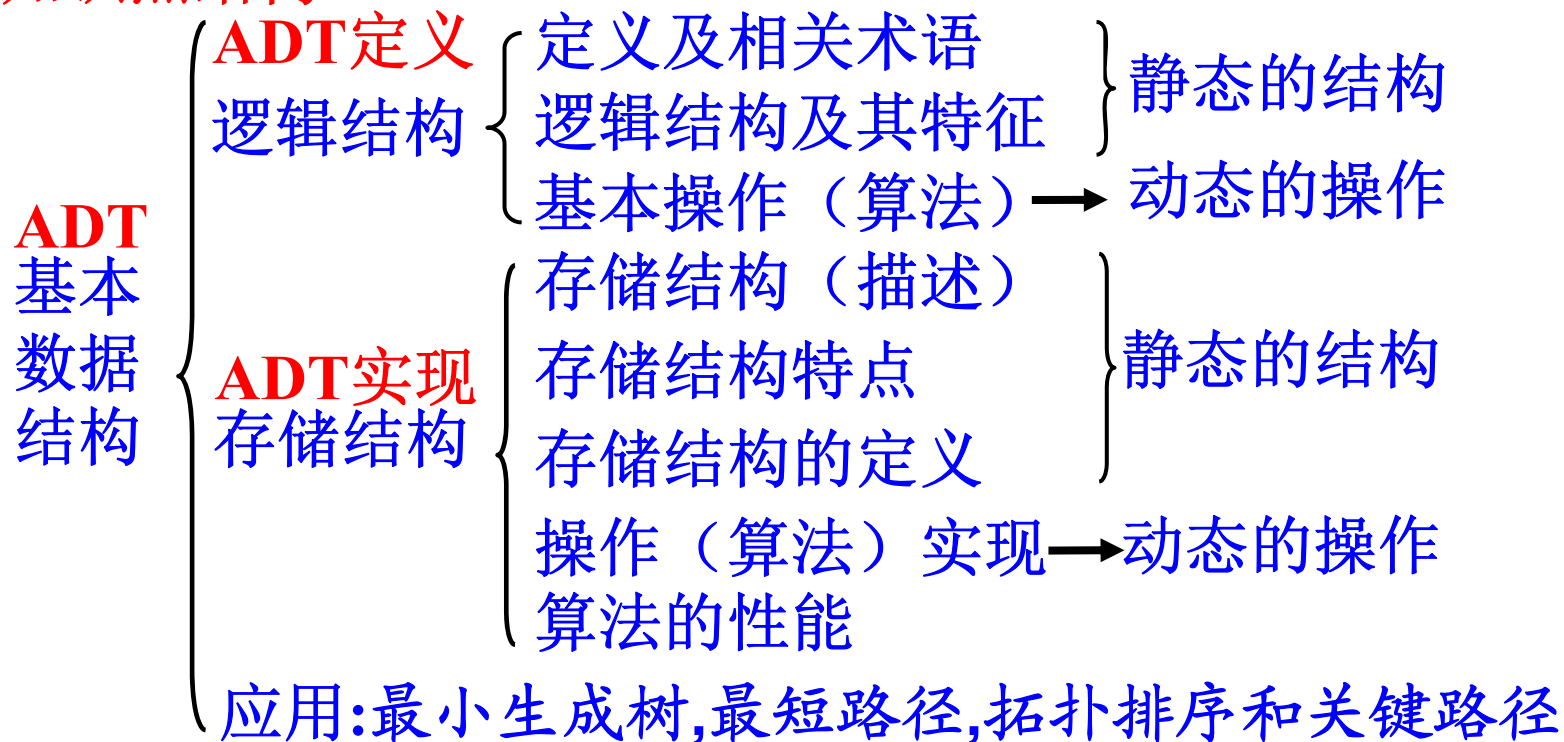 ADT
基本
数据
结构
ADT定义
逻辑结构
定义及相关术语
逻辑结构及其特征
静态的结构
基本操作（算法）
动态的操作
ADT实现
存储结构
存储结构（描述）
存储结构特点
存储结构的定义
静态的结构
操作（算法）实现
动态的操作
算法的性能
应用:最小生成树,最短路径,拓扑排序和关键路径